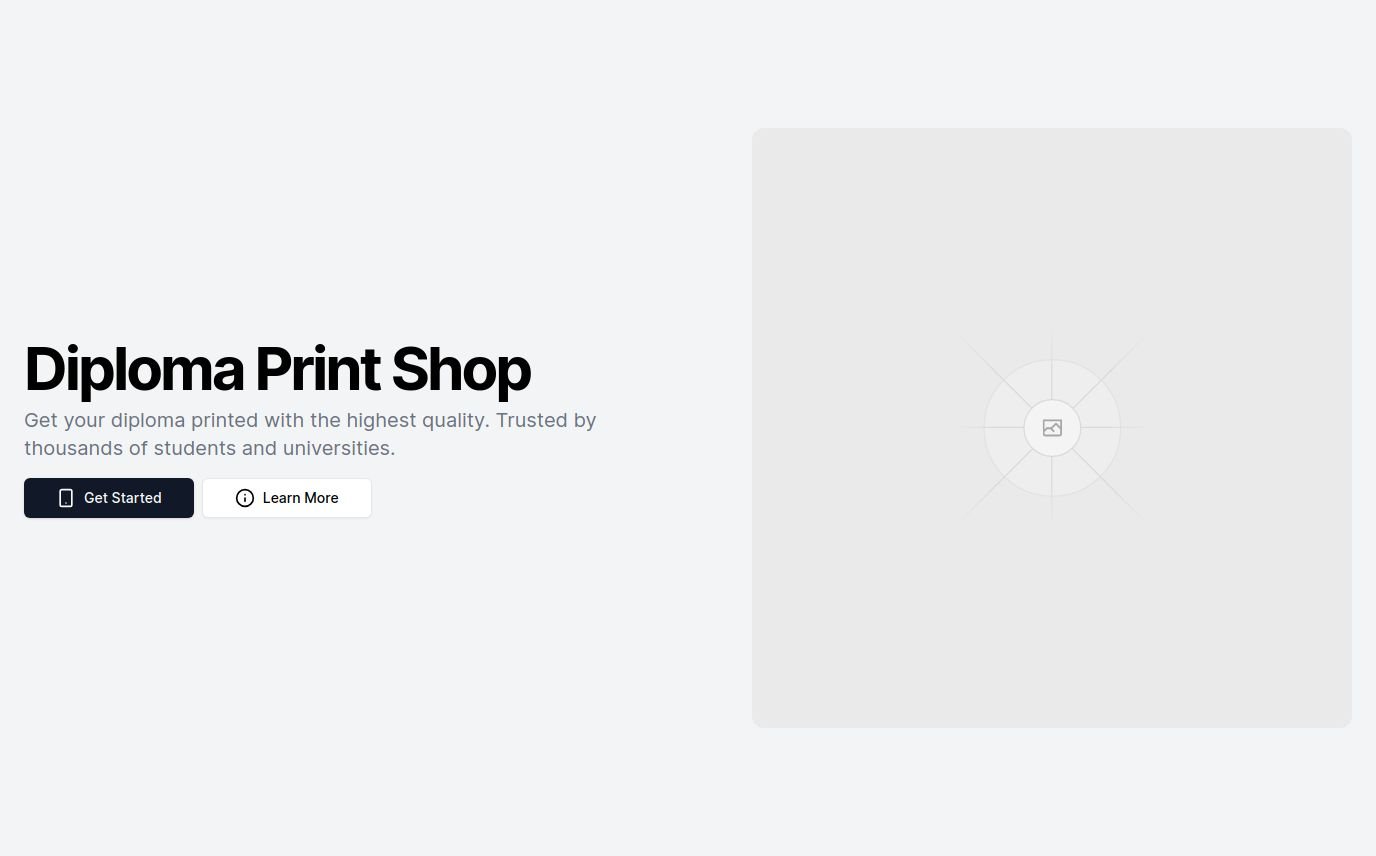 Diploma Print Shop
Get your diploma printed with the highest quality. Trusted by
thousands of students and universities.
Get Started
Learn More